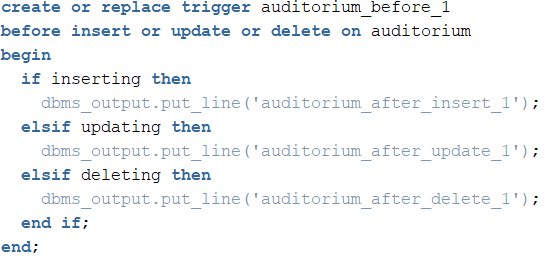 create or replace trigger auditorium_before_1
before insert or update or delete on auditorium
begin
  if inserting then
    dbms_output.put_line('auditorium_after_insert_1');
  elsif updating then
    dbms_output.put_line('auditorium_after_update_1');
  elsif deleting then
    dbms_output.put_line('auditorium_after_delete_1');
  end if;
end;